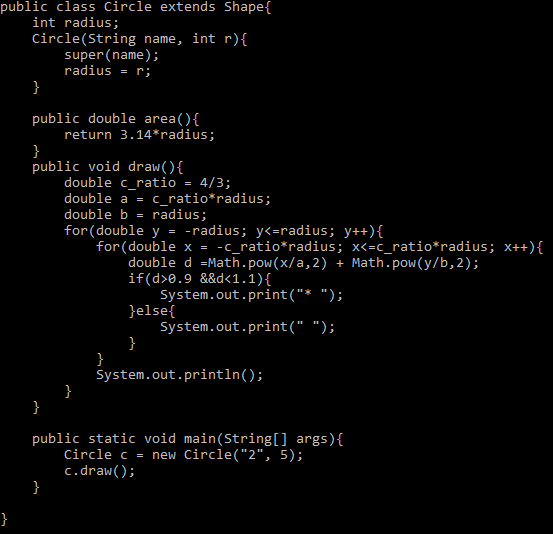 public class Circle extends Shape{
    int radius;
    Circle(String name, int r){
        super(name);
        radius = r;
    }

    public double area(){
        return 3.14*radius;
    }
    public void draw(){
        double c_ratio = 4/3;
        double a = c_ratio*radius;
        double b = radius;
        for(double y = -radius; y<=radius; y++){
            for(double x = -c_ratio*radius; x<=c_ratio*radius; x++){
                double d =Math.pow(x/a,2) + Math.pow(y/b,2);
                if(d>0.9 &&d<1.1){
                    System.out.print("* ");
                }else{
                    System.out.print(" ");
                }
            }
            System.out.println();
        }
    }

    public static void main(String[] args){
        Circle c = new Circle("2", 5);
        c.draw();
    }

}